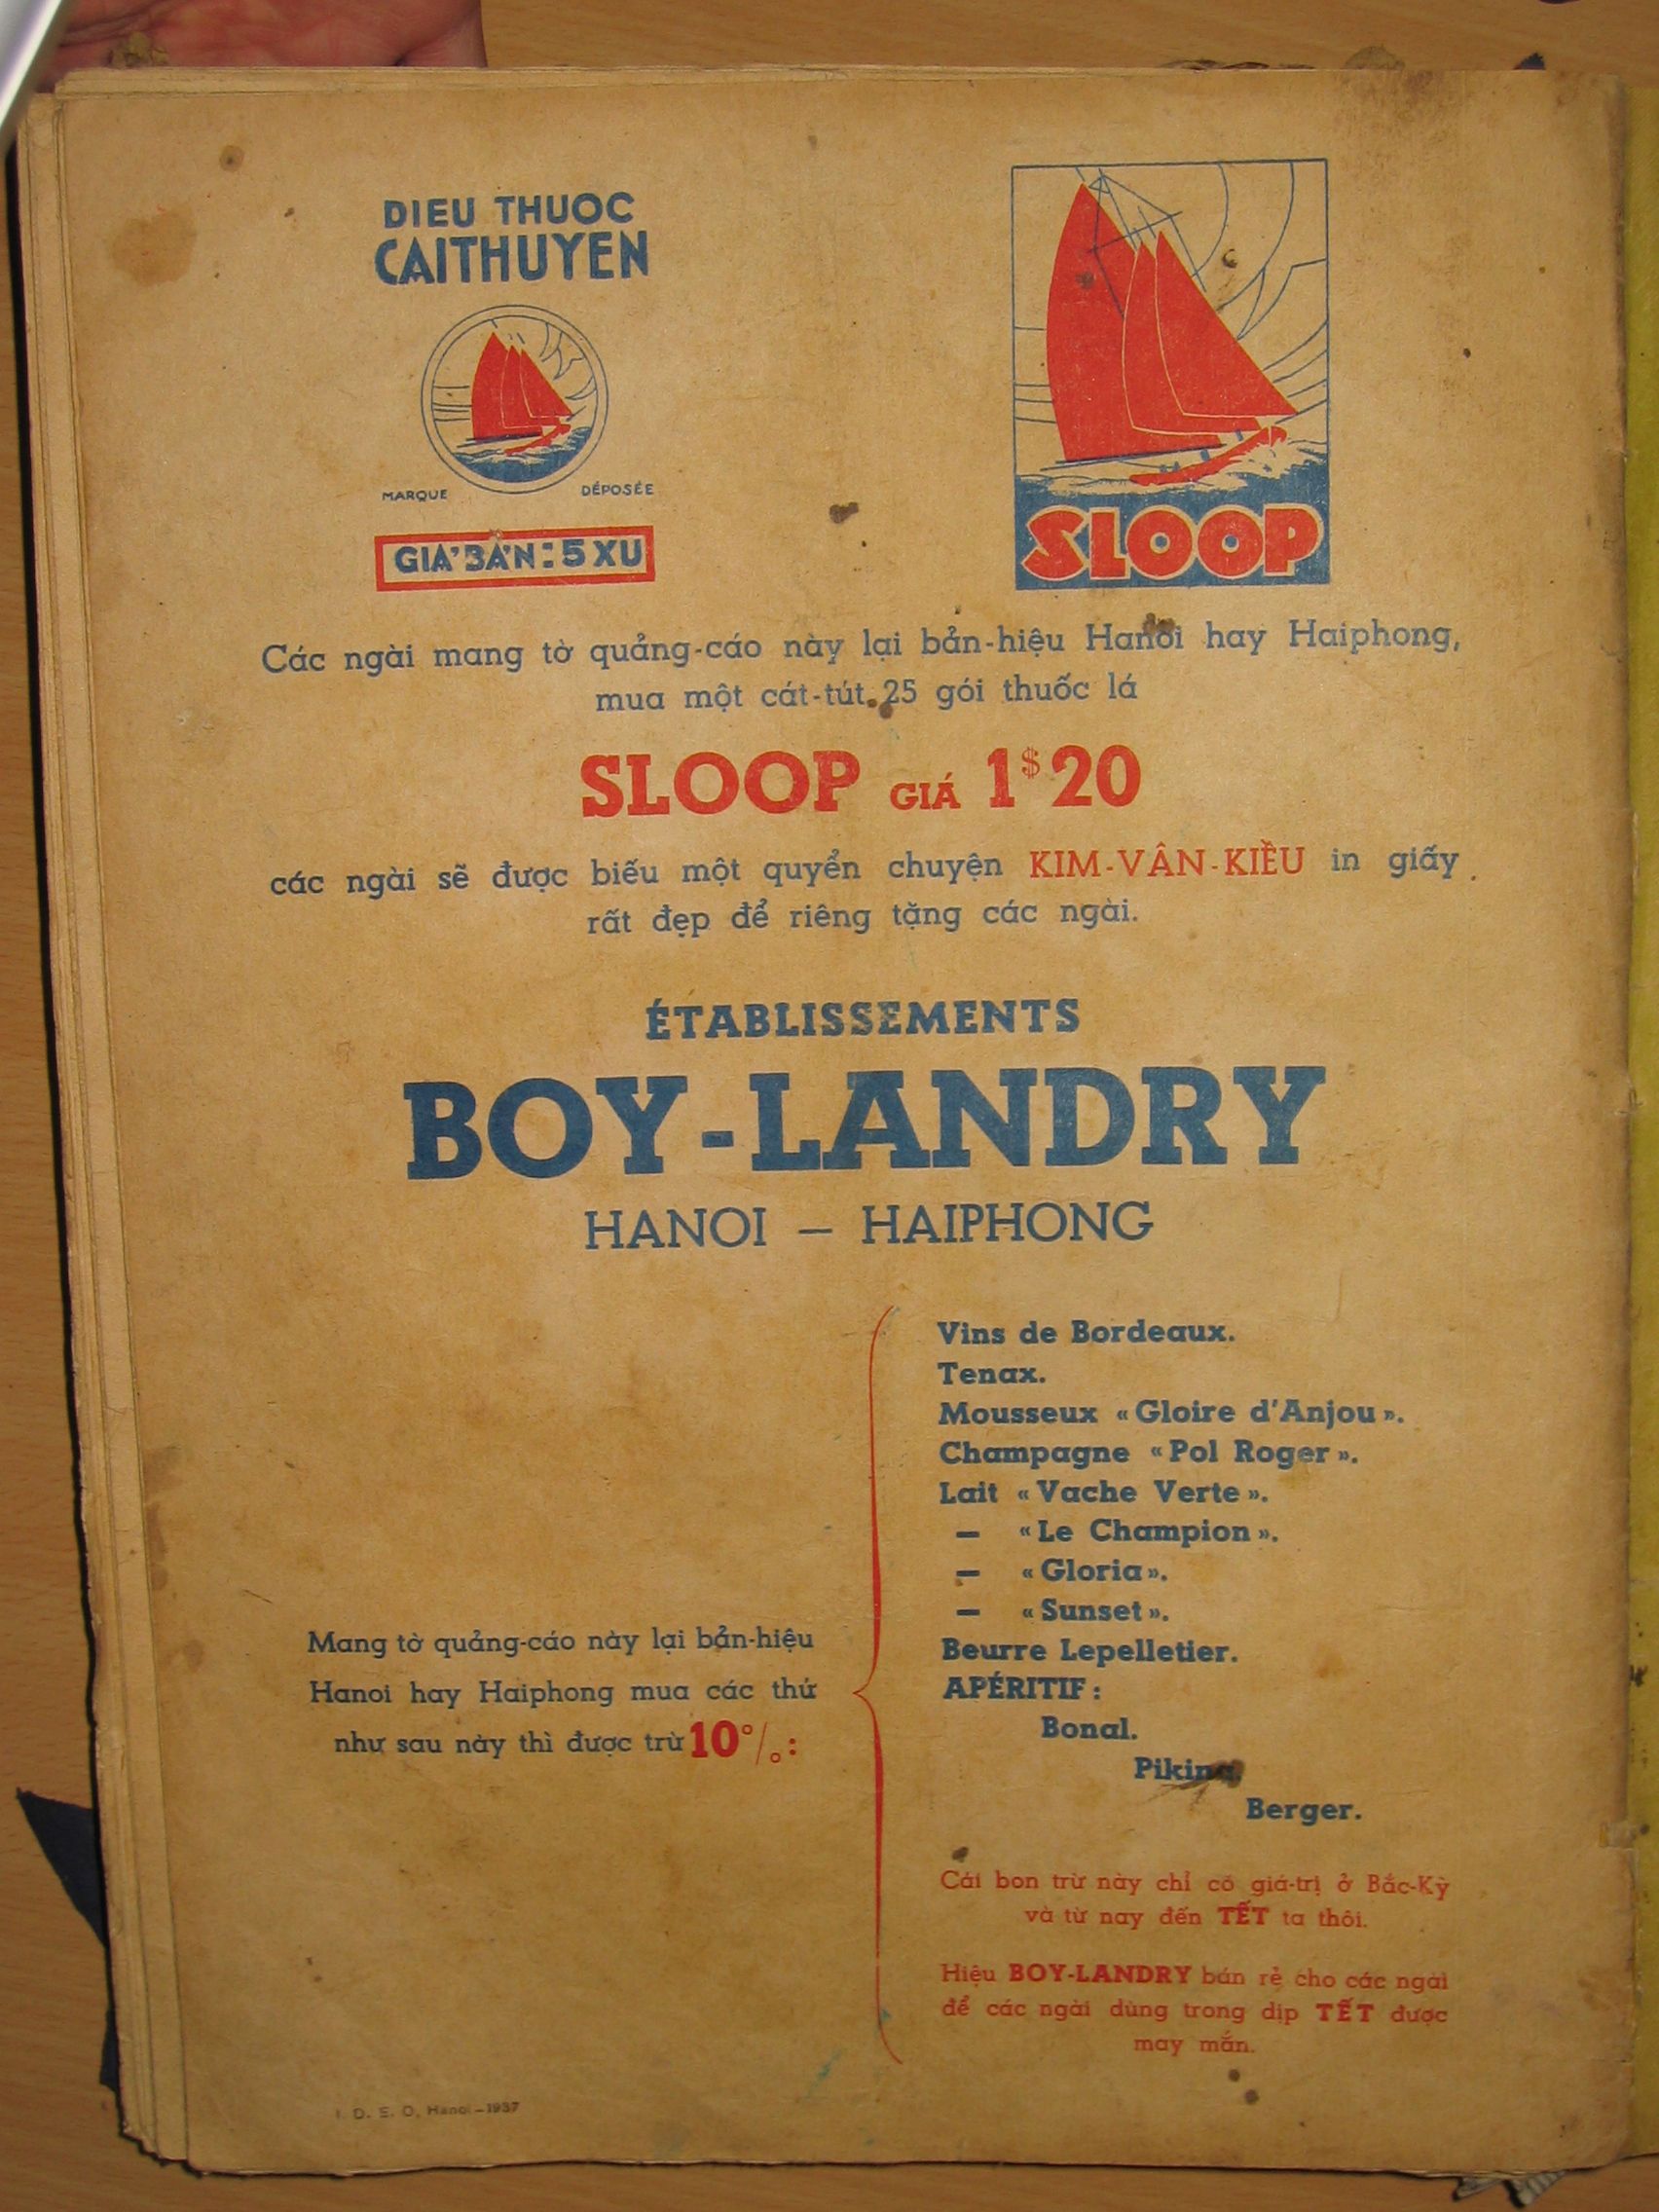 DIEU THUOC
CAITHUYEN
MARQUE DÉPOSÉE
GIÁ BÁN: 5 XU
SLOOP
Các ngài mang tờ quảng-cáo này lại bản-hiệu Hanoi hay Haiphong,
mua một cát-tút 25 gói thuốc lá
SLOOP GIÁ 1$20
các ngài sẽ được biếu một quyển chuyện KIM-VÂN-KIỀU in giấy
rất đẹp để riêng tặng các ngài.
ÉTABLISSEMENTS
BOY-LANDRY
HANOI — HAIPHONG
Mang tờ quảng-cáo này lại bản-hiệu
Hanoi hay Haiphong mua các thứ
như sau này thì được trừ 10%:
Vins de Bordeaux.
Tenax.
Mousseux « Gloire d'Anjou ».
Champagne « Pol Roger ».
Lait « Vache Verte ».
— « Le Champion ».
— « Gloria ».
— « Sunset ».
Beurre Lepelletier.
APÉRITIF :
Bonal.
Berger.
Cái bon trừ này chỉ có giá-trị ở Bắc-Kỳ
và từ nay đến TẾT ta thôi.
Hiệu BOY-LANDRY bán rẻ cho các ngài
để các ngài dùng trong dịp TẾT được
may mắn.
I. D. E. O, Hanoi – 1937